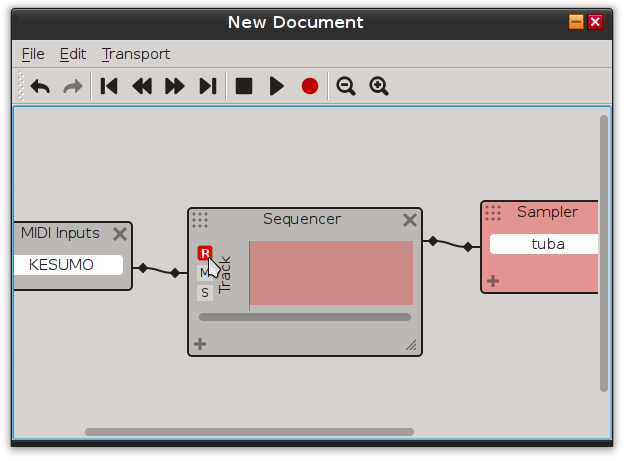 New Document
File Edit Transport
MIDI Inputs
KESUMO
Sequencer
R
M
S
Track
Sampler
tuba